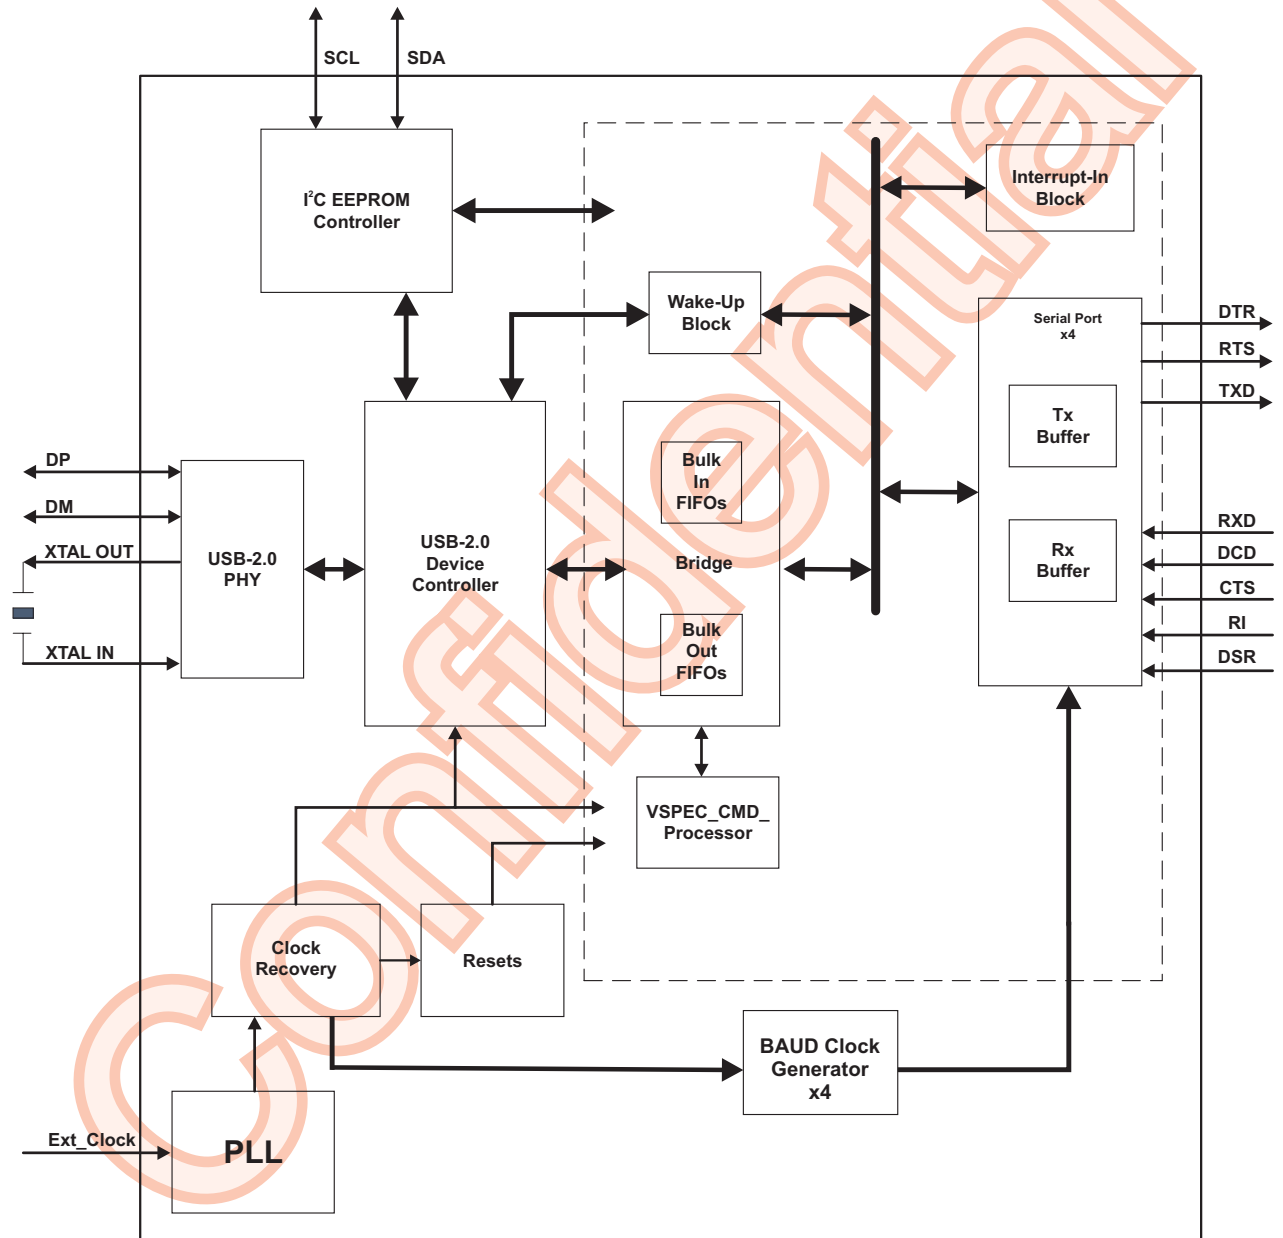 SCL
SDA
I²C EEPROM
Controller
Interrupt-In
Block
Wake-Up
Block
Serial Port
x4
DTR
RTS
TXD
Tx
Buffer
Bulk
In
FIFOs
DP
DM
XTAL OUT
USB-2.0
PHY
XTAL IN
USB-2.0
Device
Controller
Bridge
Rx
Buffer
RXD
DCD
CTS
RI
DSR
Bulk
Out
FIFOs
VSPEC_CMD_
Processor
Clock
Recovery
Resets
BAUD Clock
Generator
x4
Ext_Clock
PLL
Confidential